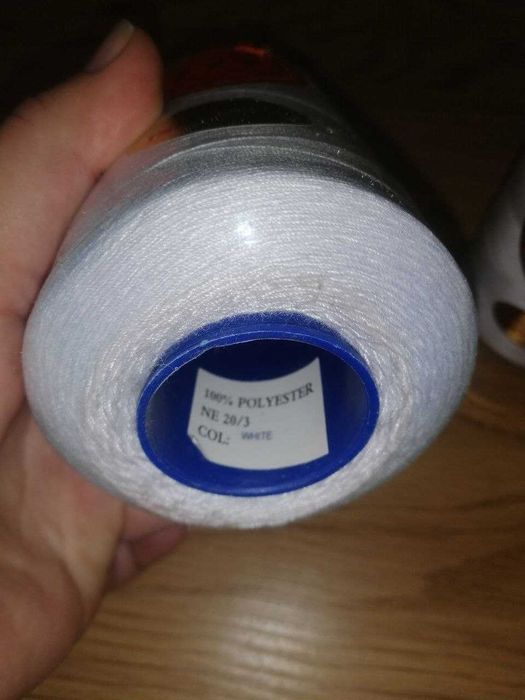 100% POLYESTER
NE 20/3
COL: WHITE